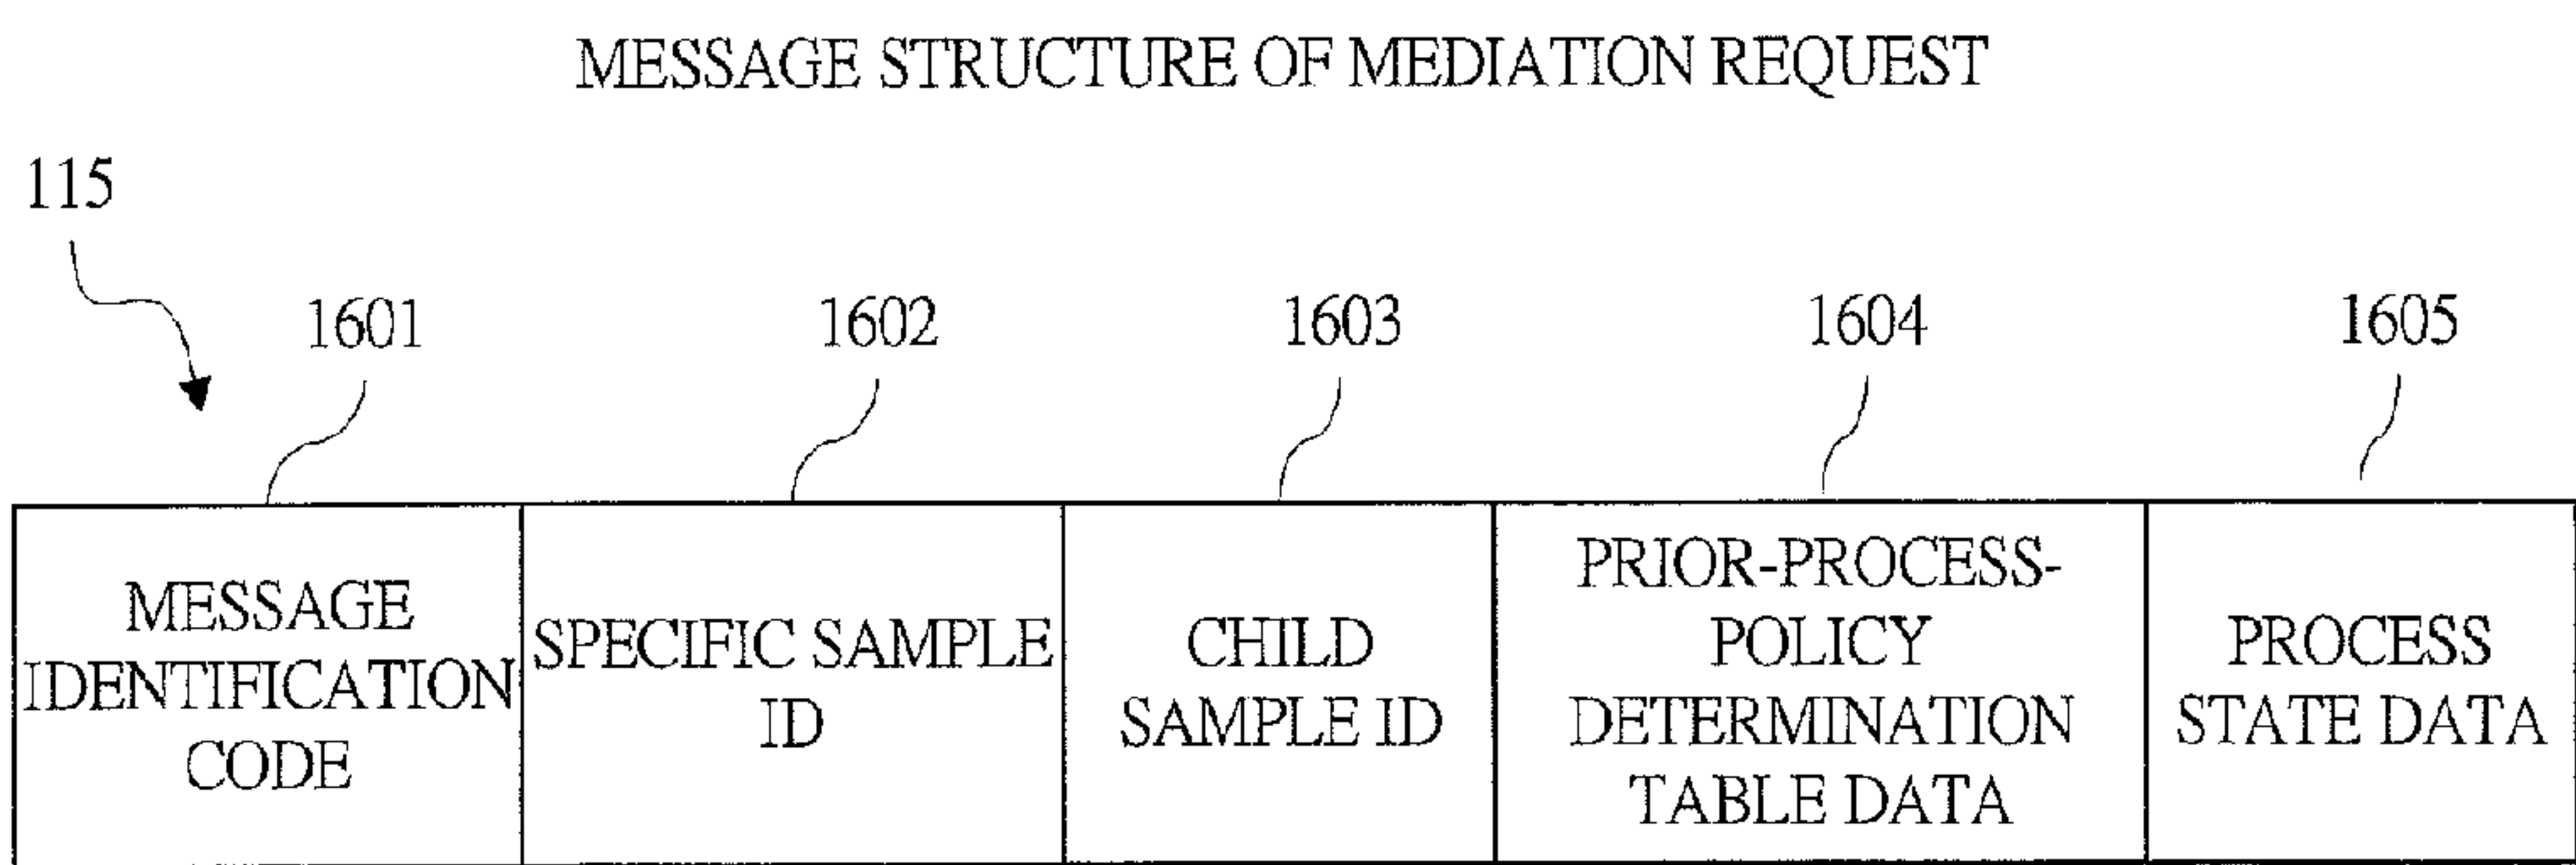 MESSAGE STRUCTURE OF MEDIATION REQUEST
115
1601
1602
1603
1604
1605
MESSAGE
IDENTIFICATION
CODE
SPECIFIC SAMPLE
ID
CHILD
SAMPLE ID
PRIOR-PROCESS-
POLICY
DETERMINATION
TABLE DATA
PROCESS
STATE DATA